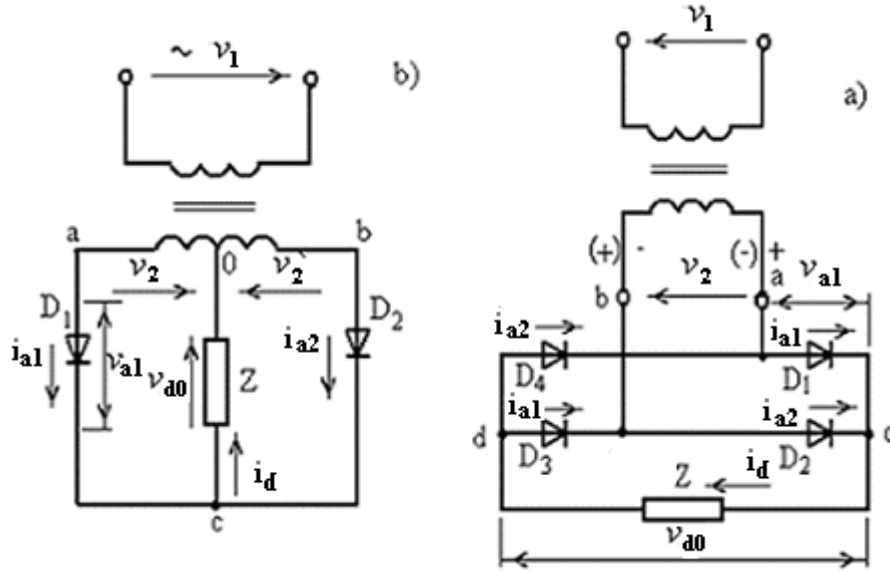 ~ v1
b)
a
0
b
v2
v2`
D1
D2
ia1
va1
vd0
Z
ia2
id
c
v1
a)
(+) -
(-) +
v2
a
va1
b
ia2
ia1
D4
D1
ia1
ia2
d
c
D3
D2
Z
id
vd0